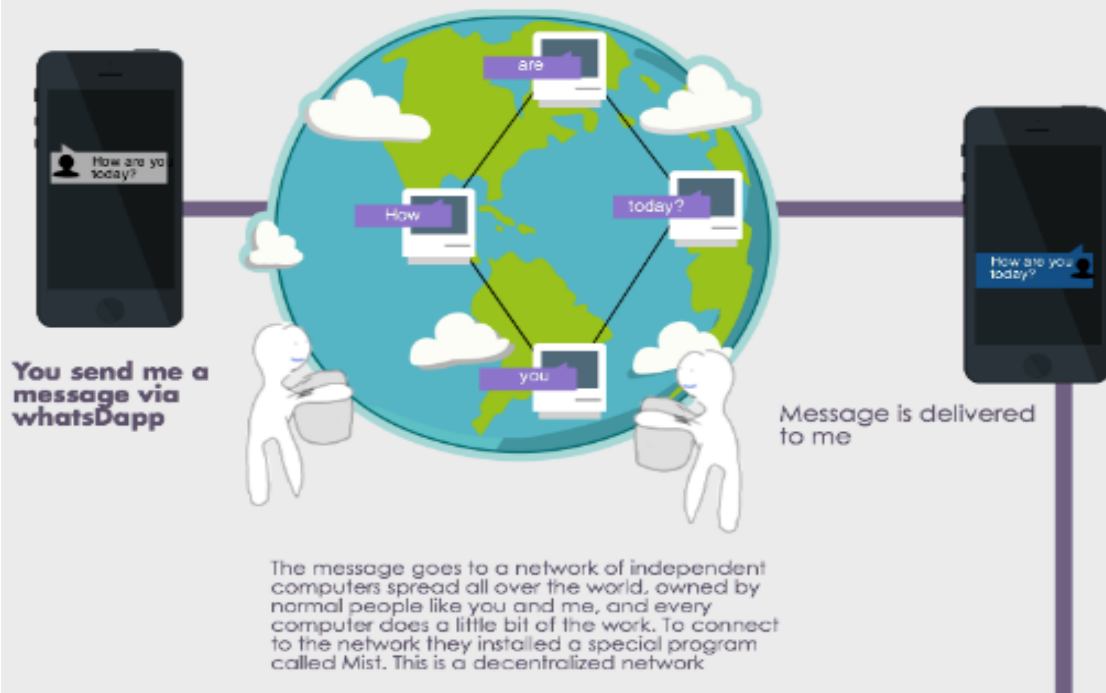 How are you
today?
are
How
today?
you
How are you
today?
You send me a
message via
whatsDapp
Message is delivered
to me
The message goes to a network of independent
computers spread all over the world, owned by
normal people like you and me, and every
computer does a little bit of the work. To connect
to the network they installed a special program
called Mist. This is a decentralized network